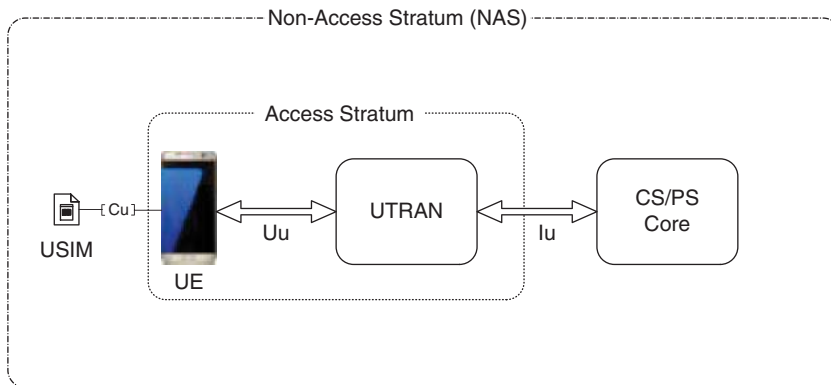 Non-Access Stratum (NAS)
Access Stratum
Cu
USIM
UE
Uu
UTRAN
Iu
CS/PS
Core